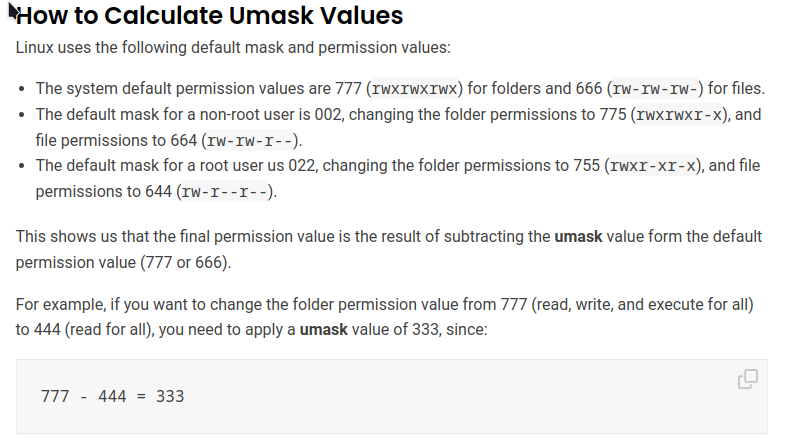 How to Calculate Umask Values
Linux uses the following default mask and permission values:
• The system default permission values are 777 (rwxrwxrwx) for folders and 666 (rw-rw-rw-) for files.
• The default mask for a non-root user is 002, changing the folder permissions to 775 (rwxrwxr-x), and
file permissions to 664 (rw-rw-r--).
• The default mask for a root user us 022, changing the folder permissions to 755 (rwxr-xr-x), and file
permissions to 644 (rw-r--r--).
This shows us that the final permission value is the result of subtracting the umask value form the default
permission value (777 or 666).
For example, if you want to change the folder permission value from 777 (read, write, and execute for all)
to 444 (read for all), you need to apply a umask value of 333, since:
777 - 444 = 333